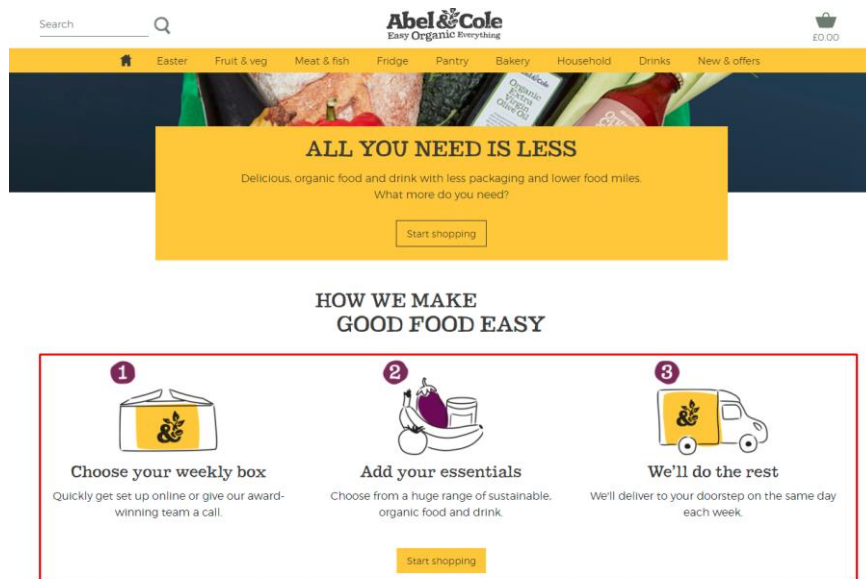 Search
Abel & Cole
Easy Organic Everything
£0.00
Easter Fruit & veg Meat & fish Fridge Pantry Bakery Household Drinks New & offers
Organic
Extra
Virgin
Olive Oil
ALL YOU NEED IS LESS
Delicious, organic food and drink with less packaging and lower food miles.
What more do you need?
Start shopping
HOW WE MAKE
GOOD FOOD EASY
1
2
3
&
&
Choose your weekly box
Add your essentials
We'll do the rest
Quickly get set up online or give our award-
winning team a call.
Choose from a huge range of sustainable,
organic food and drink.
We'll deliver to your doorstep on the same day
each week.
Start shopping